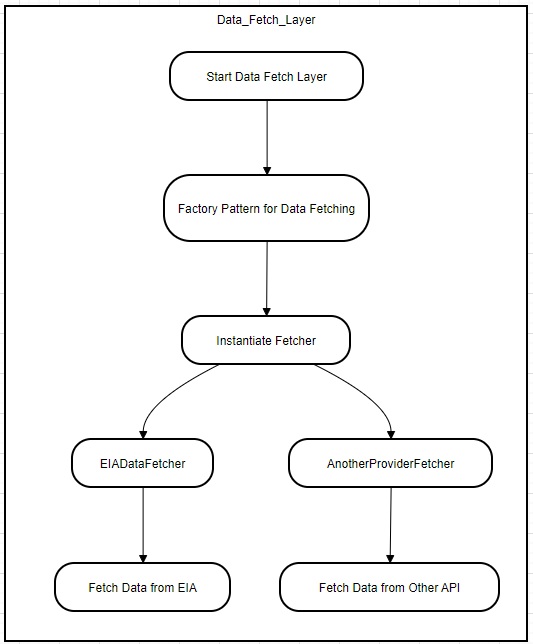 Data_Fetch_Layer
Start Data Fetch Layer
Factory Pattern for Data Fetching
Instantiate Fetcher
EIADataFetcher
AnotherProviderFetcher
Fetch Data from EIA
Fetch Data from Other API